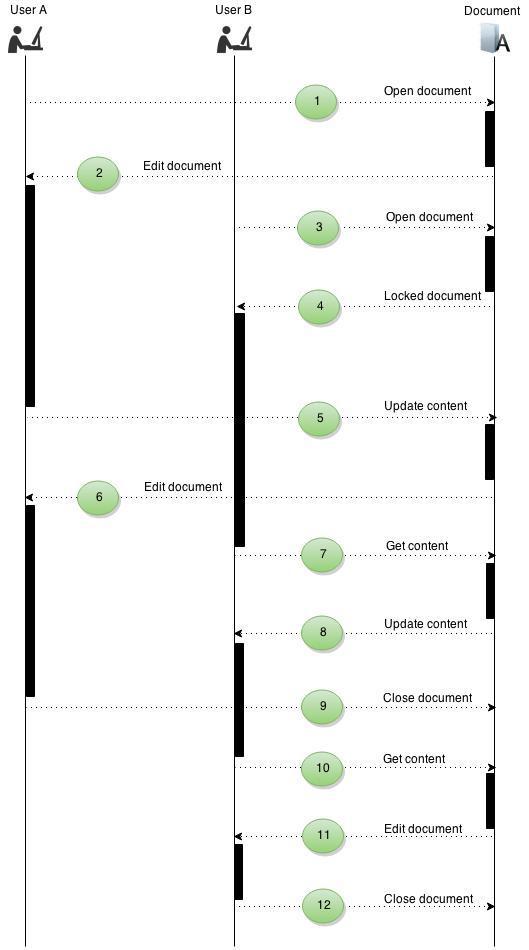 User A
User B
Document
A
1
Open document
2
Edit document
3
Open document
4
Locked document
5
Update content
6
Edit document
7
Get content
8
Update content
9
Close document
10
Get content
11
Edit document
12
Close document